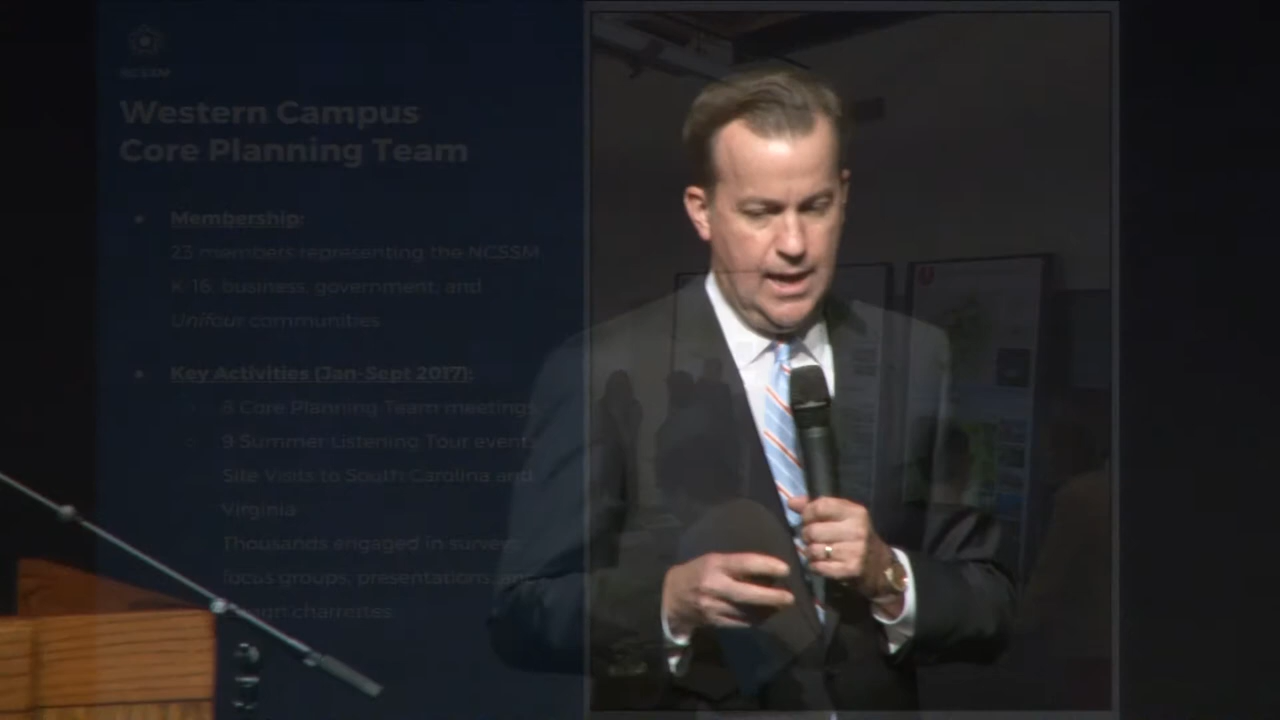 NCSSM
Western Campus
Core Planning Team
Membership:
23 members representing the NCSSM,
K-16, business, government, and
Unifour communities
Key Activities (Jan-Sept 2017):
8 Core Planning Team meetings
9 Summer Listening Tour events
Site Visits to South Carolina and
Virginia
Thousands engaged in surveys,
focus groups, presentations, and
design charrettes